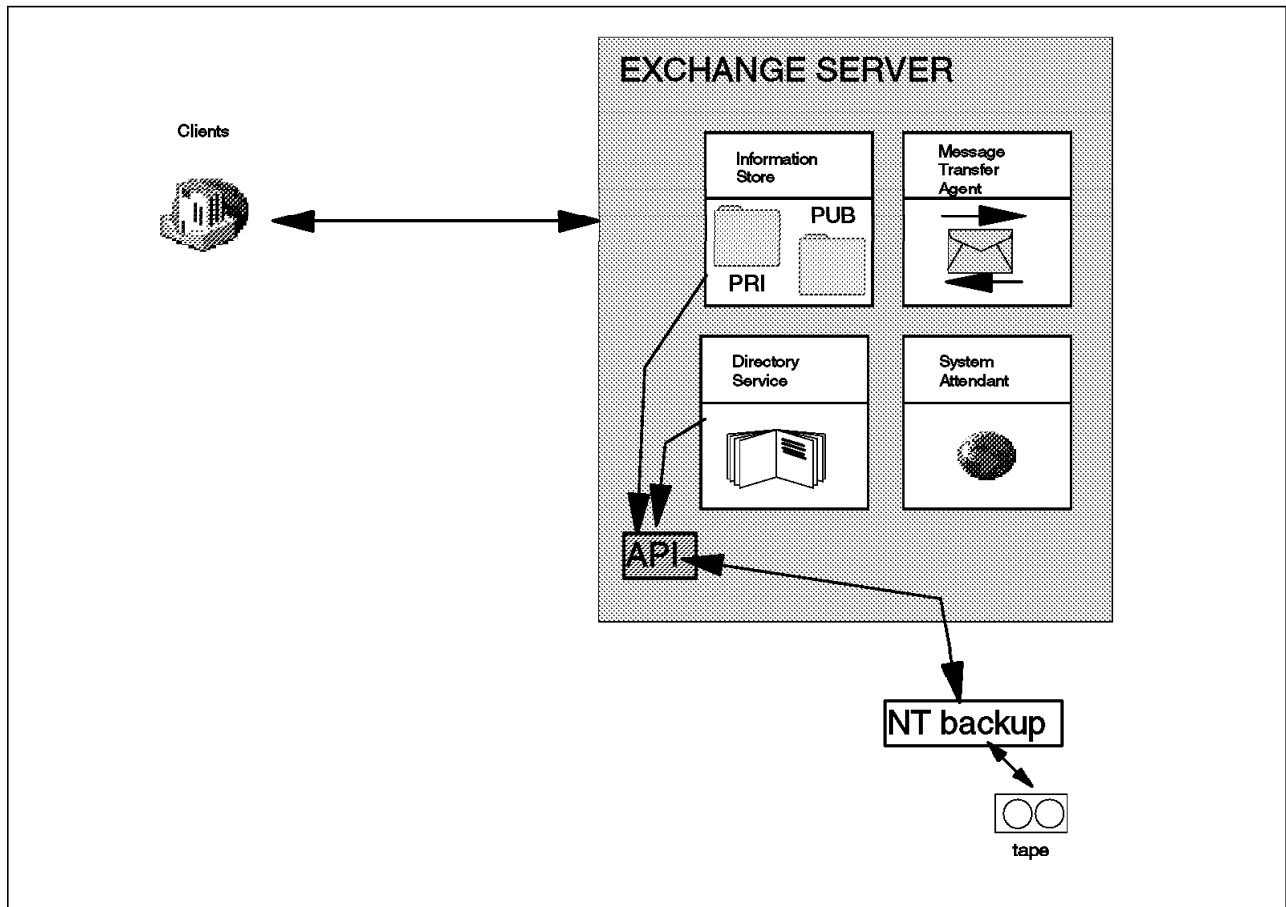 EXCHANGE SERVER
Clients
Information
Store
PUB
PRI
Message
Transfer
Agent
Directory
Service
System
Attendant
API
NT backup
tape